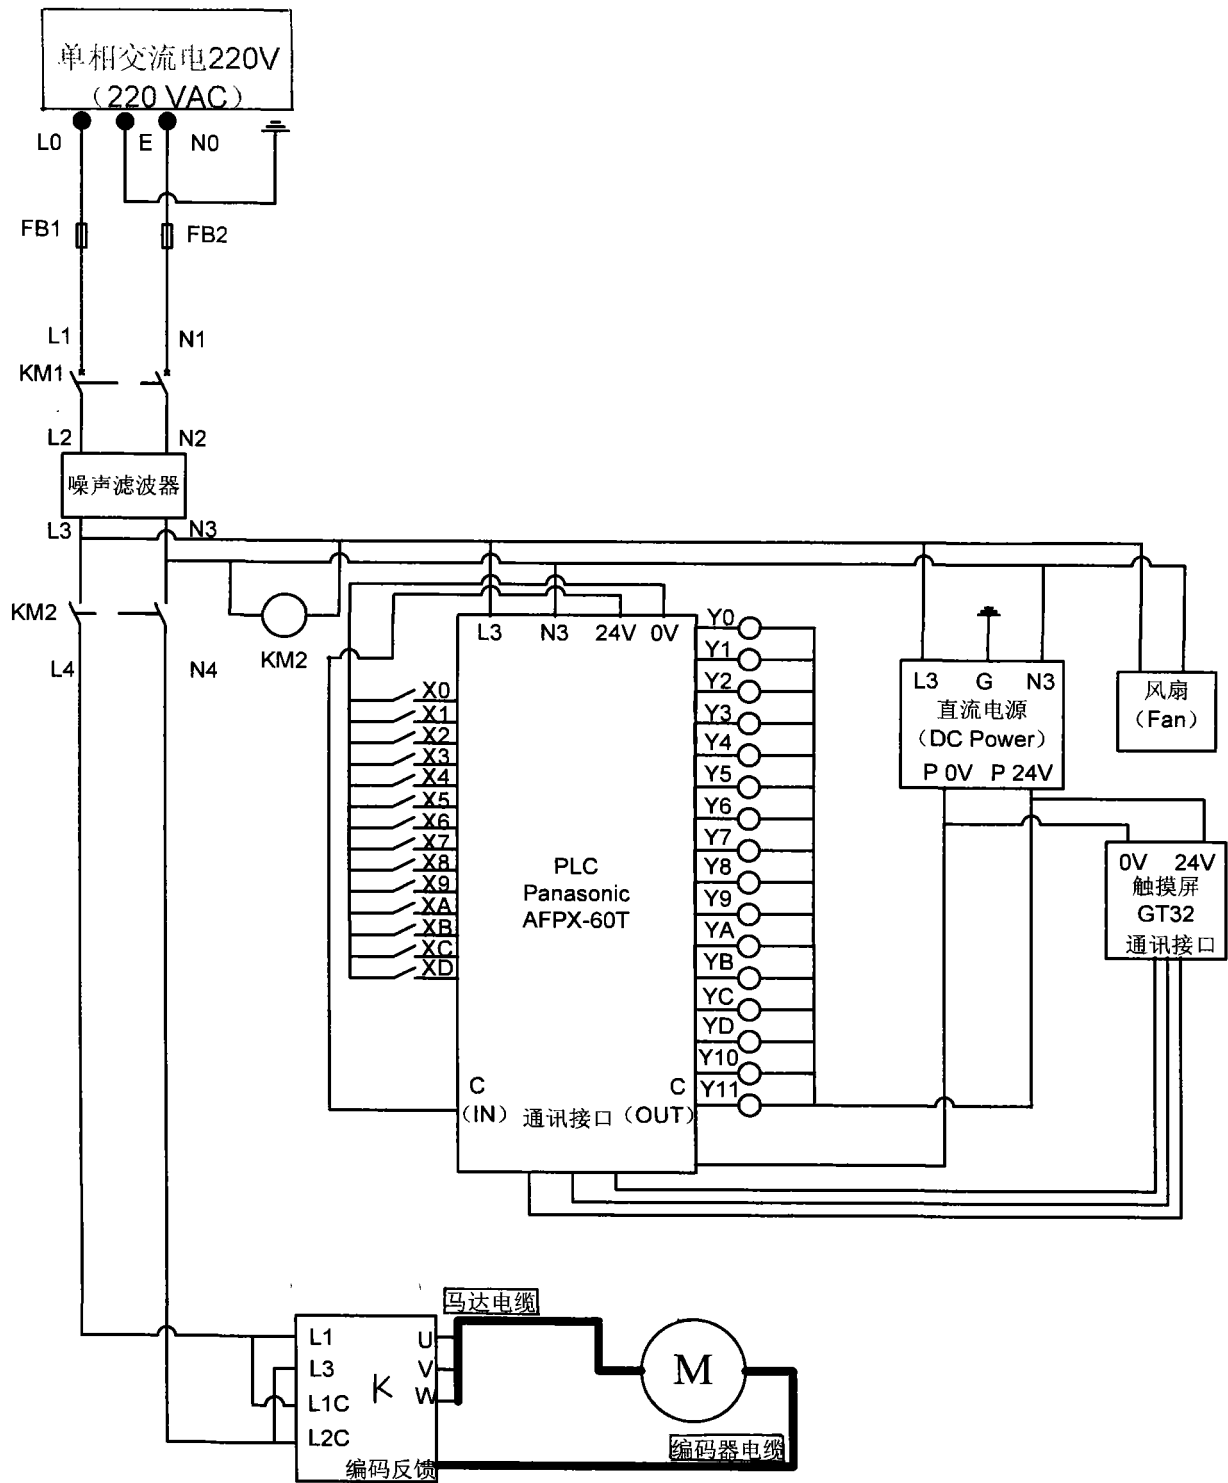 单相交流电220V
（220 VAC）
L0 E N0
FB1 FB2
L1 N1
KM1
L2 N2
噪声滤波器
L3 N3
KM2
KM2
L4 N4
L3 N3 24V 0V
X0
X1
X2
X3
X4
X5
X6
X7
X8
X9
XA
XB
XC
XD
PLC
Panasonic
AFPX-60T
C C
（IN） 通讯接口（OUT）
Y0
Y1
Y2
Y3
Y4
Y5
Y6
Y7
Y8
Y9
YA
YB
YC
YD
Y10
Y11
L3 G N3
直流电源
（DC Power）
P 0V P 24V
风扇
（Fan）
0V 24V
触摸屏
GT32
通讯接口
马达电缆
L1 U
L3 V
K
L1C W
L2C
编码反馈
M
编码器电缆